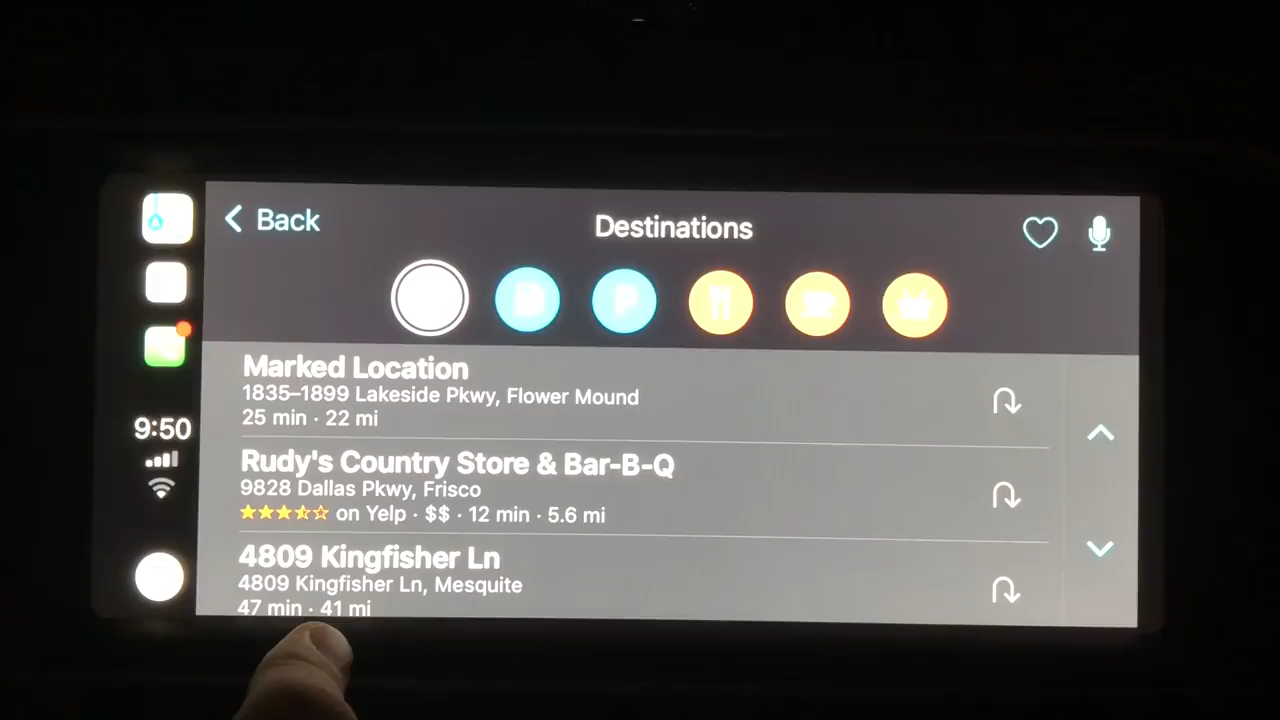 Back
Destinations
P
Marked Location
1835–1899 Lakeside Pkwy, Flower Mound
25 min · 22 mi
9:50
Rudy's Country Store & Bar-B-Q
9828 Dallas Pkwy, Frisco
★★★ on Yelp · $$ · 12 min · 5.6 mi
4809 Kingfisher Ln
4809 Kingfisher Ln, Mesquite
47 min · 41 mi